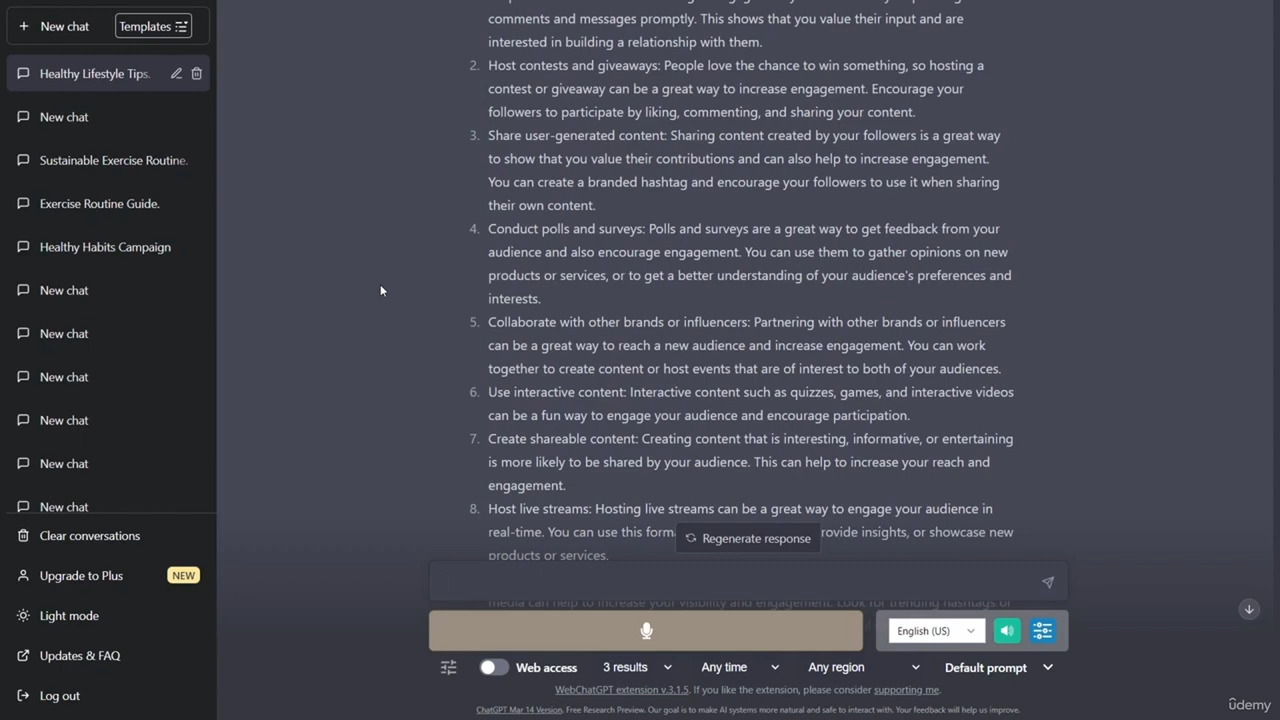 New chat
Templates
Healthy Lifestyle Tips.
New chat
Sustainable Exercise Routine.
Exercise Routine Guide.
Healthy Habits Campaign
New chat
New chat
New chat
New chat
New chat
New chat
Clear conversations
Upgrade to Plus
NEW
Light mode
Updates & FAQ
Log out
comments and messages promptly. This shows that you value their input and are
interested in building a relationship with them.
2. Host contests and giveaways: People love the chance to win something, so hosting a
contest or giveaway can be a great way to increase engagement. Encourage your
followers to participate by liking, commenting, and sharing your content.
3. Share user-generated content: Sharing content created by your followers is a great way
to show that you value their contributions and can also help to increase engagement.
You can create a branded hashtag and encourage your followers to use it when sharing
their own content.
4. Conduct polls and surveys: Polls and surveys are a great way to get feedback from your
audience and also encourage engagement. You can use them to gather opinions on new
products or services, or to get a better understanding of your audience's preferences and
interests.
5. Collaborate with other brands or influencers: Partnering with other brands or influencers
can be a great way to reach a new audience and increase engagement. You can work
together to create content or host events that are of interest to both of your audiences.
6. Use interactive content: Interactive content such as quizzes, games, and interactive videos
can be a fun way to engage your audience and encourage participation.
7. Create shareable content: Creating content that is interesting, informative, or entertaining
is more likely to be shared by your audience. This can help to increase your reach and
engagement.
8. Host live streams: Hosting live streams can be a great way to engage your audience in
real-time. You can use this rovide insights, or showcase new
Regenerate response
products or services.
media can help to increase your visibility and engagement. Look for trending hashtags or
English (US)
Web access
3 results
Any time
Any region
Default prompt
WebChatGPT extension v.3.1.5. If you like the extension, please consider supporting me.
ChatGPT Mar 14 Version. Free Research Preview. Our goal is to make AI systems more natural and safe to interact with. Your feedback will help us improve.
ûdemy